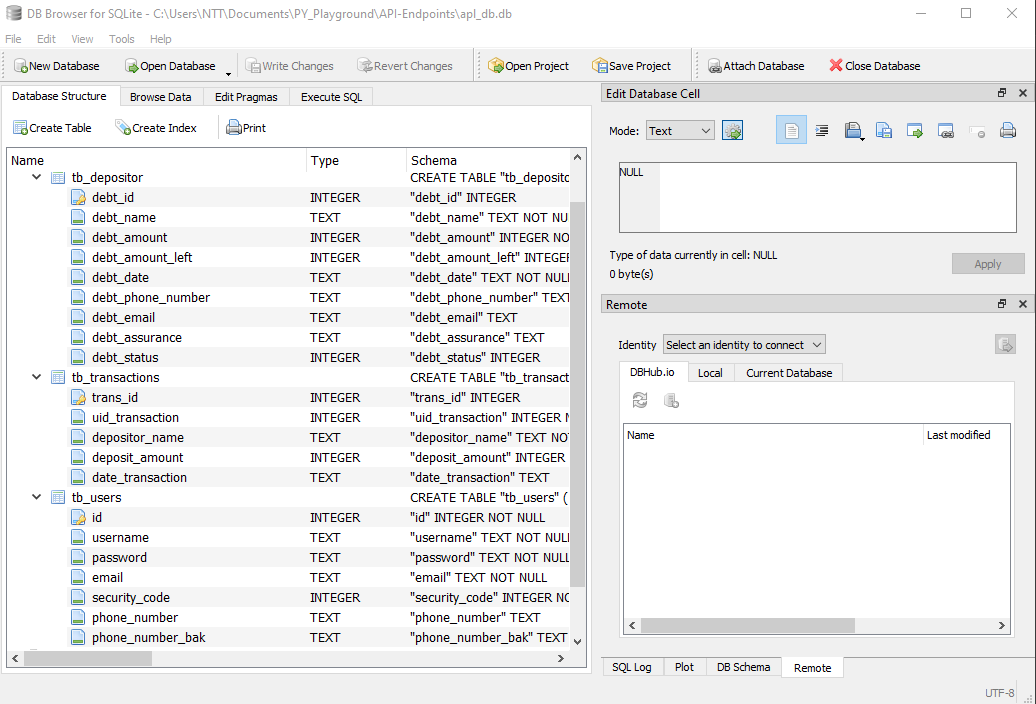 DB Browser for SQLite - C:\Users\NTT\Documents\PY_Playground\API-Endpoints\apl_db.db
File Edit View Tools Help
New Database Open Database Write Changes Revert Changes Open Project Save Project Attach Database Close Database
Database Structure Browse Data Edit Pragmas Execute SQL
Create Table Create Index Print
Name Type Schema
tb_depositor CREATE TABLE "tb_deposito
debt_id INTEGER "debt_id" INTEGER
debt_name TEXT "debt_name" TEXT NOT NU
debt_amount INTEGER "debt_amount" INTEGER NO
debt_amount_left INTEGER "debt_amount_left" INTEGER
debt_date TEXT "debt_date" TEXT NOT NULL
debt_phone_number TEXT "debt_phone_number" TEXT
debt_email TEXT "debt_email" TEXT
debt_assurance TEXT "debt_assurance" TEXT
debt_status INTEGER "debt_status" INTEGER
tb_transactions CREATE TABLE "tb_transact
trans_id INTEGER "trans_id" INTEGER
uid_transaction INTEGER "uid_transaction" INTEGER N
depositor_name TEXT "depositor_name" TEXT NO
deposit_amount INTEGER "deposit_amount" INTEGER
date_transaction TEXT "date_transaction" TEXT
tb_users CREATE TABLE "tb_users" (
id INTEGER "id" INTEGER NOT NULL
username TEXT "username" TEXT NOT NULL
password TEXT "password" TEXT NOT NULL
email TEXT "email" TEXT NOT NULL
security_code INTEGER "security_code" INTEGER NO
phone_number TEXT "phone_number" TEXT
phone_number_bak TEXT "phone_number_bak" TEXT
Edit Database Cell
Mode: Text
NULL
Type of data currently in cell: NULL
0 byte(s)
Apply
Remote
Identity Select an identity to connect
DBHub.io Local Current Database
Name Last modified
SQL Log Plot DB Schema Remote
UTF-8